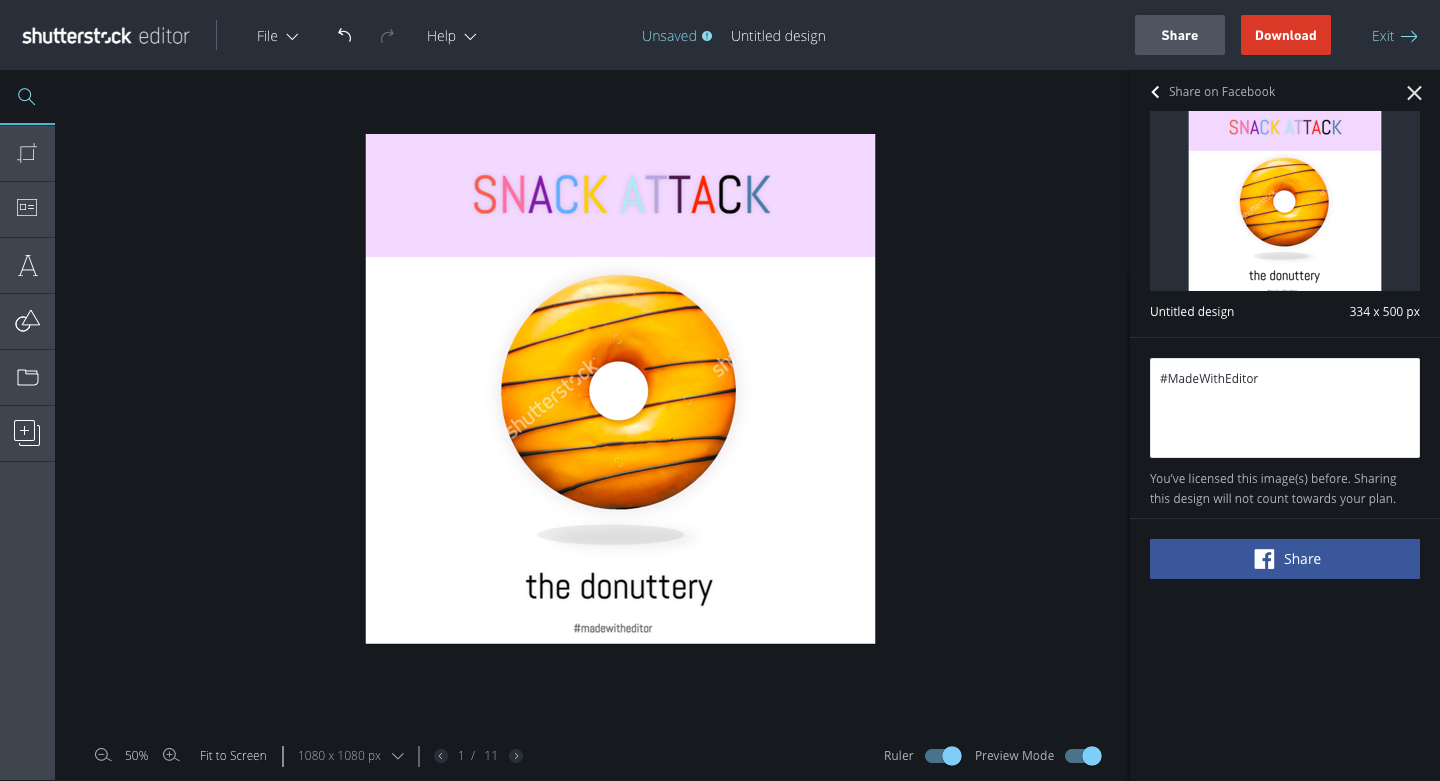 shutterstock editor
File
Help
Unsaved
Untitled design
Share
Download
Exit
Share on Facebook
SNACK ATTACK
the donuttery
Untitled design
334 x 500 px
#MadeWithEditor
You've licensed this image(s) before. Sharing
this design will not count towards your plan.
Share
SNACK ATTACK
shutterstock
sh
the donuttery
#madewitheditor
50%
Fit to Screen
1080 x 1080 px
1 / 11
Ruler
Preview Mode